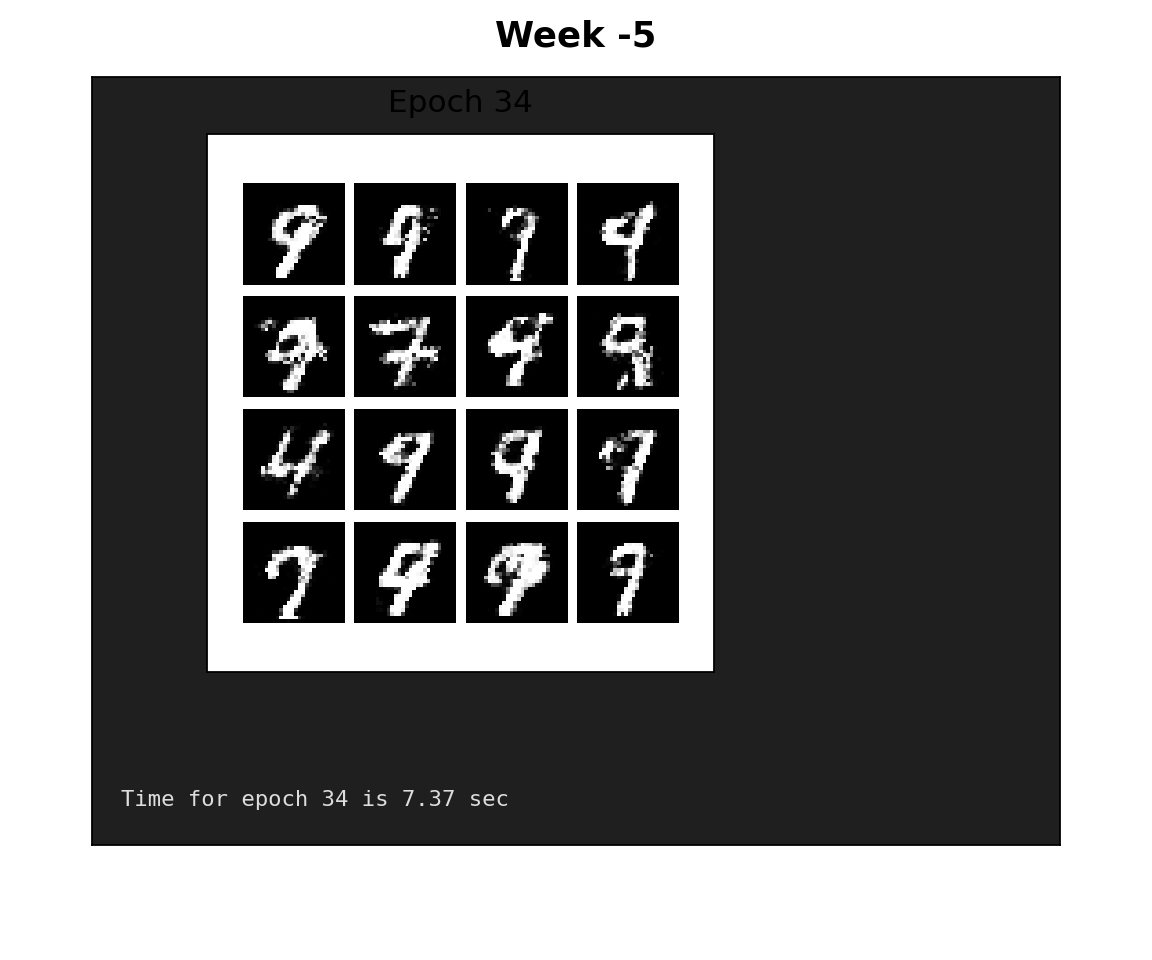 Week -5
Epoch 34
Time for epoch 34 is 7.37 sec